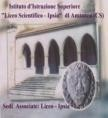 Istituto d'Istruzione Superiore
"Liceo Scientifico - Ipsia" di Amantea (CS)
Sedi Associate: Liceo - Ipsia